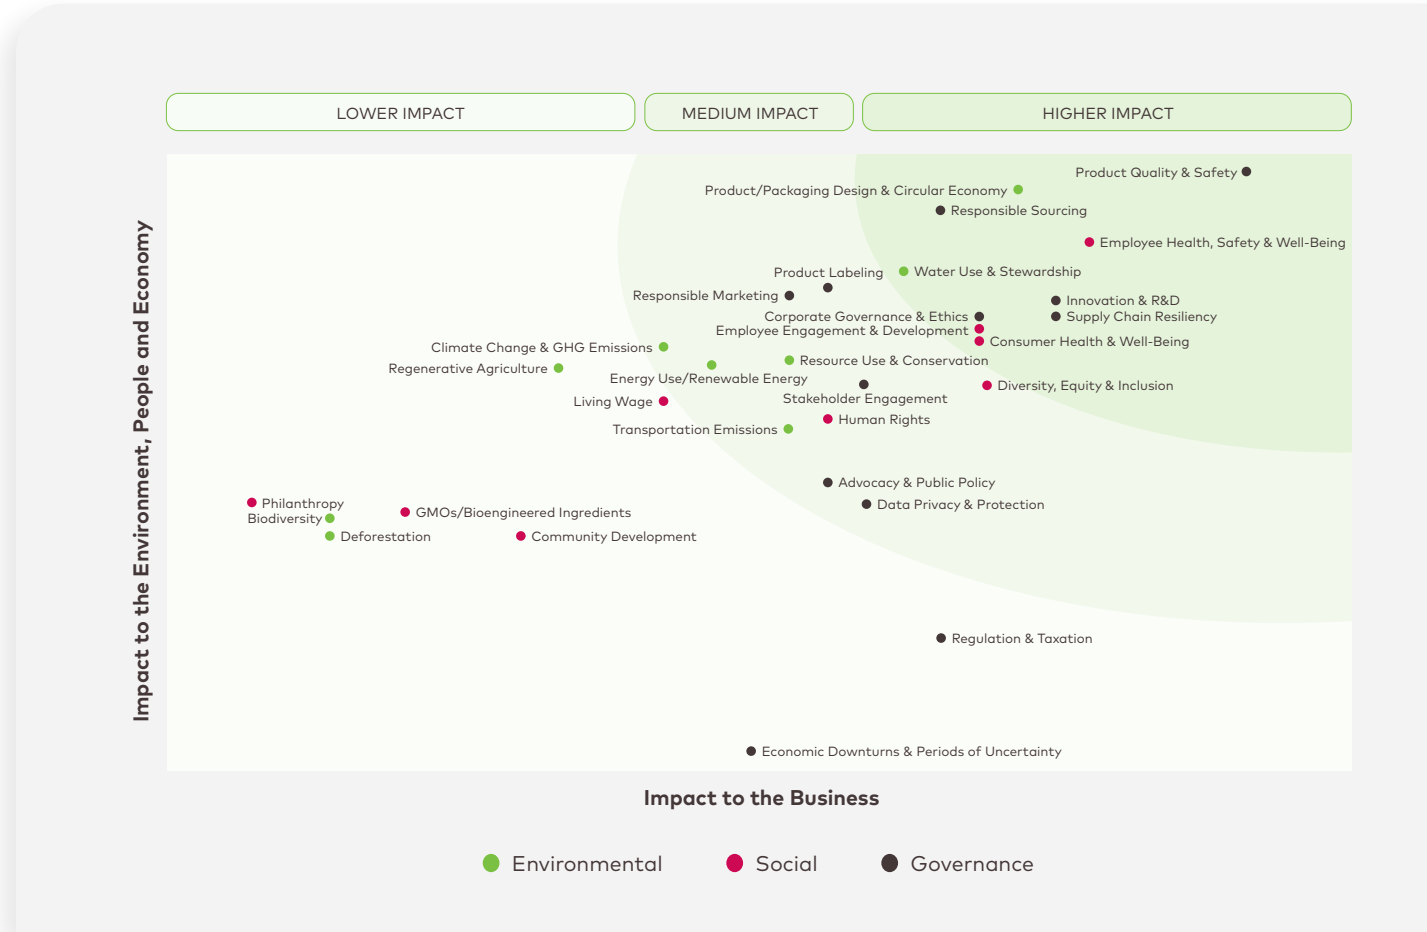 LOWER IMPACT
MEDIUM IMPACT
HIGHER IMPACT
Impact to the Environment, People and Economy
Product Quality & Safety
Product/Packaging Design & Circular Economy
Responsible Sourcing
Employee Health, Safety & Well-Being
Product Labeling
Water Use & Stewardship
Responsible Marketing
Innovation & R&D
Corporate Governance & Ethics
Supply Chain Resiliency
Employee Engagement & Development
Consumer Health & Well-Being
Climate Change & GHG Emissions
Resource Use & Conservation
Regenerative Agriculture
Energy Use/Renewable Energy
Diversity, Equity & Inclusion
Stakeholder Engagement
Living Wage
Human Rights
Transportation Emissions
Advocacy & Public Policy
Data Privacy & Protection
Philanthropy
GMOs/Bioengineered Ingredients
Biodiversity
Deforestation
Community Development
Regulation & Taxation
Economic Downturns & Periods of Uncertainty
Impact to the Business
Environmental
Social
Governance